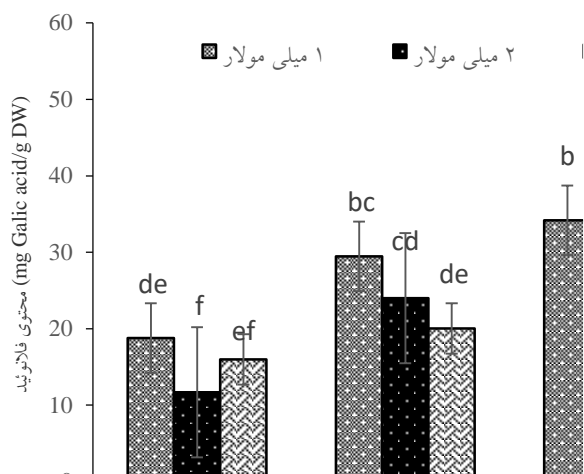 60
۱ میلی مولار
۲ میلی مولار
50
40
30
20
10
محتوی فلانوئید (mg Galic acid/g DW)
de
f
ef
bc
cd
de
b